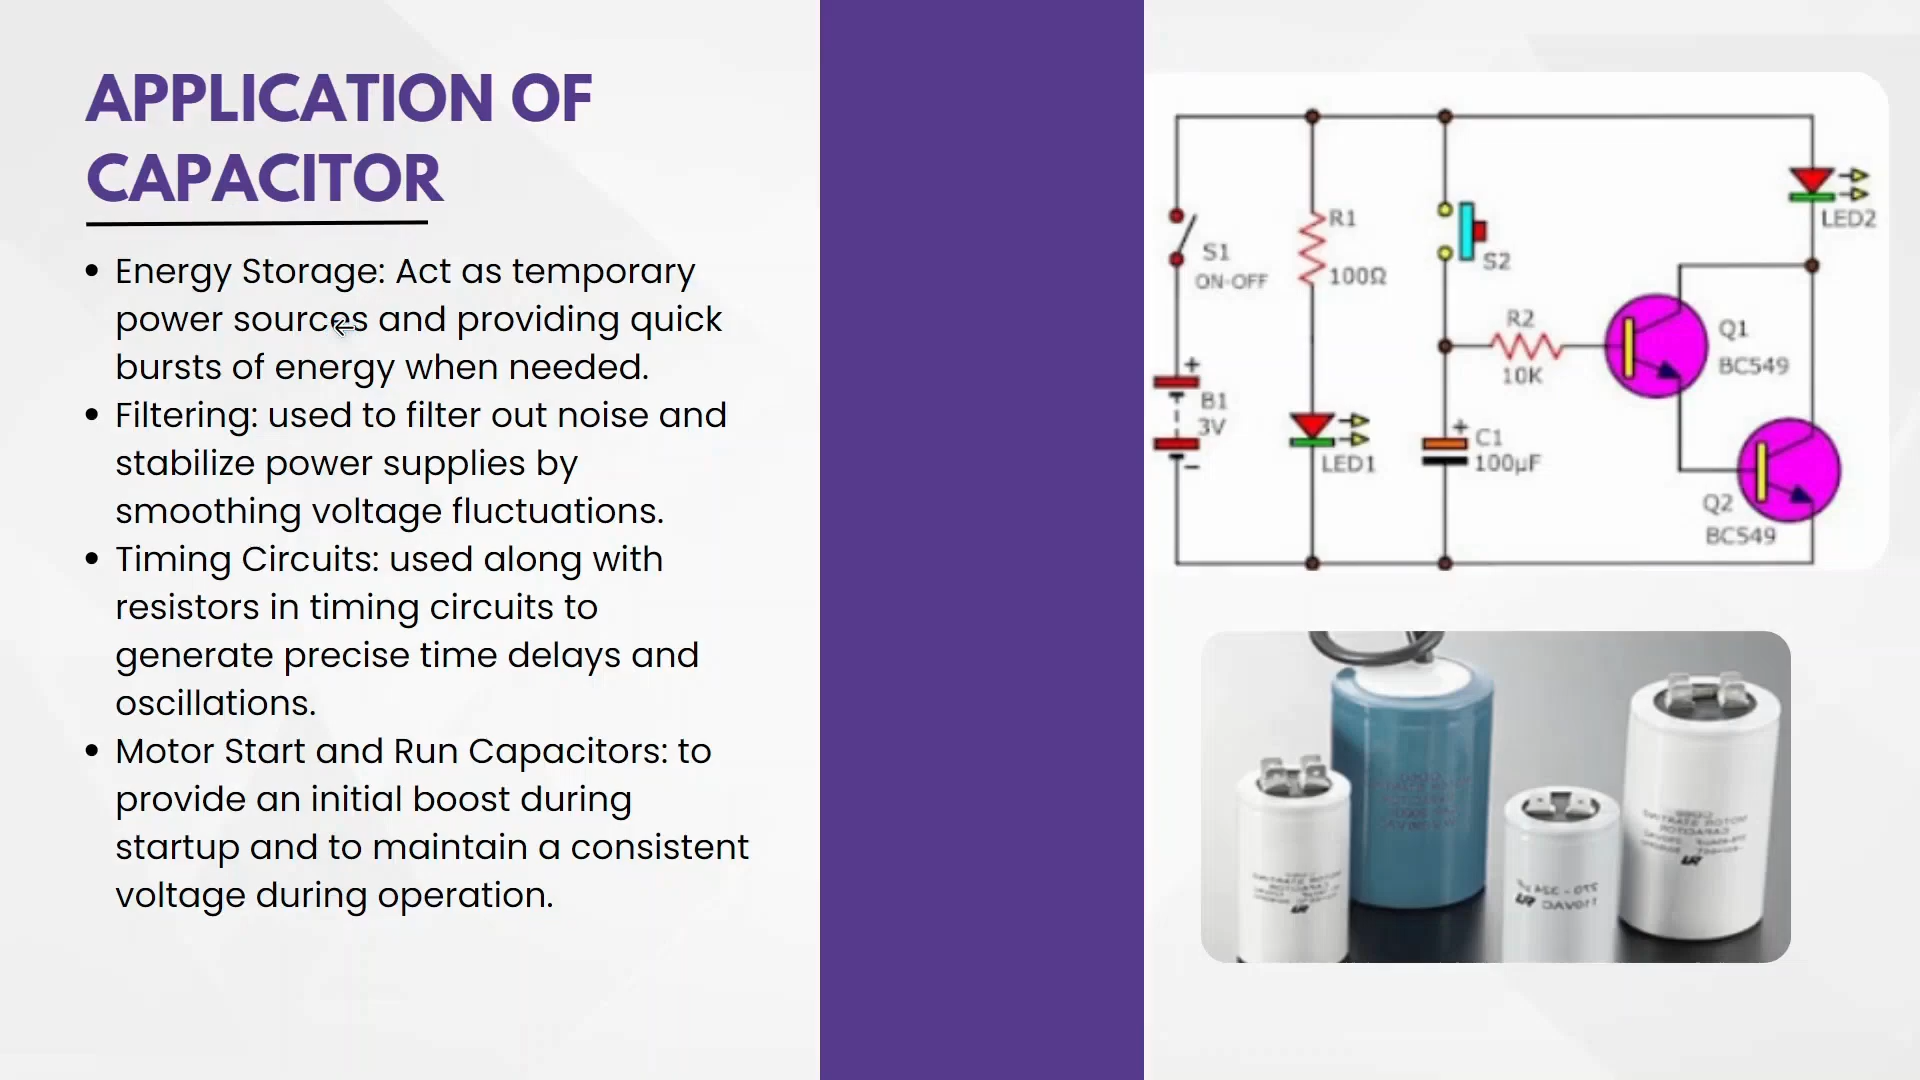 APPLICATION OF
CAPACITOR
• Energy Storage: Act as temporary
power sources and providing quick
bursts of energy when needed.
• Filtering: used to filter out noise and
stabilize power supplies by
smoothing voltage fluctuations.
• Timing Circuits: used along with
resistors in timing circuits to
generate precise time delays and
oscillations.
• Motor Start and Run Capacitors: to
provide an initial boost during
startup and to maintain a consistent
voltage during operation.
S1
ON-OFF
+
B1
3V
−
R1
100Ω
LED1
S2
R2
10K
+
C1
100µF
Q1
BC549
Q2
BC549
LED2